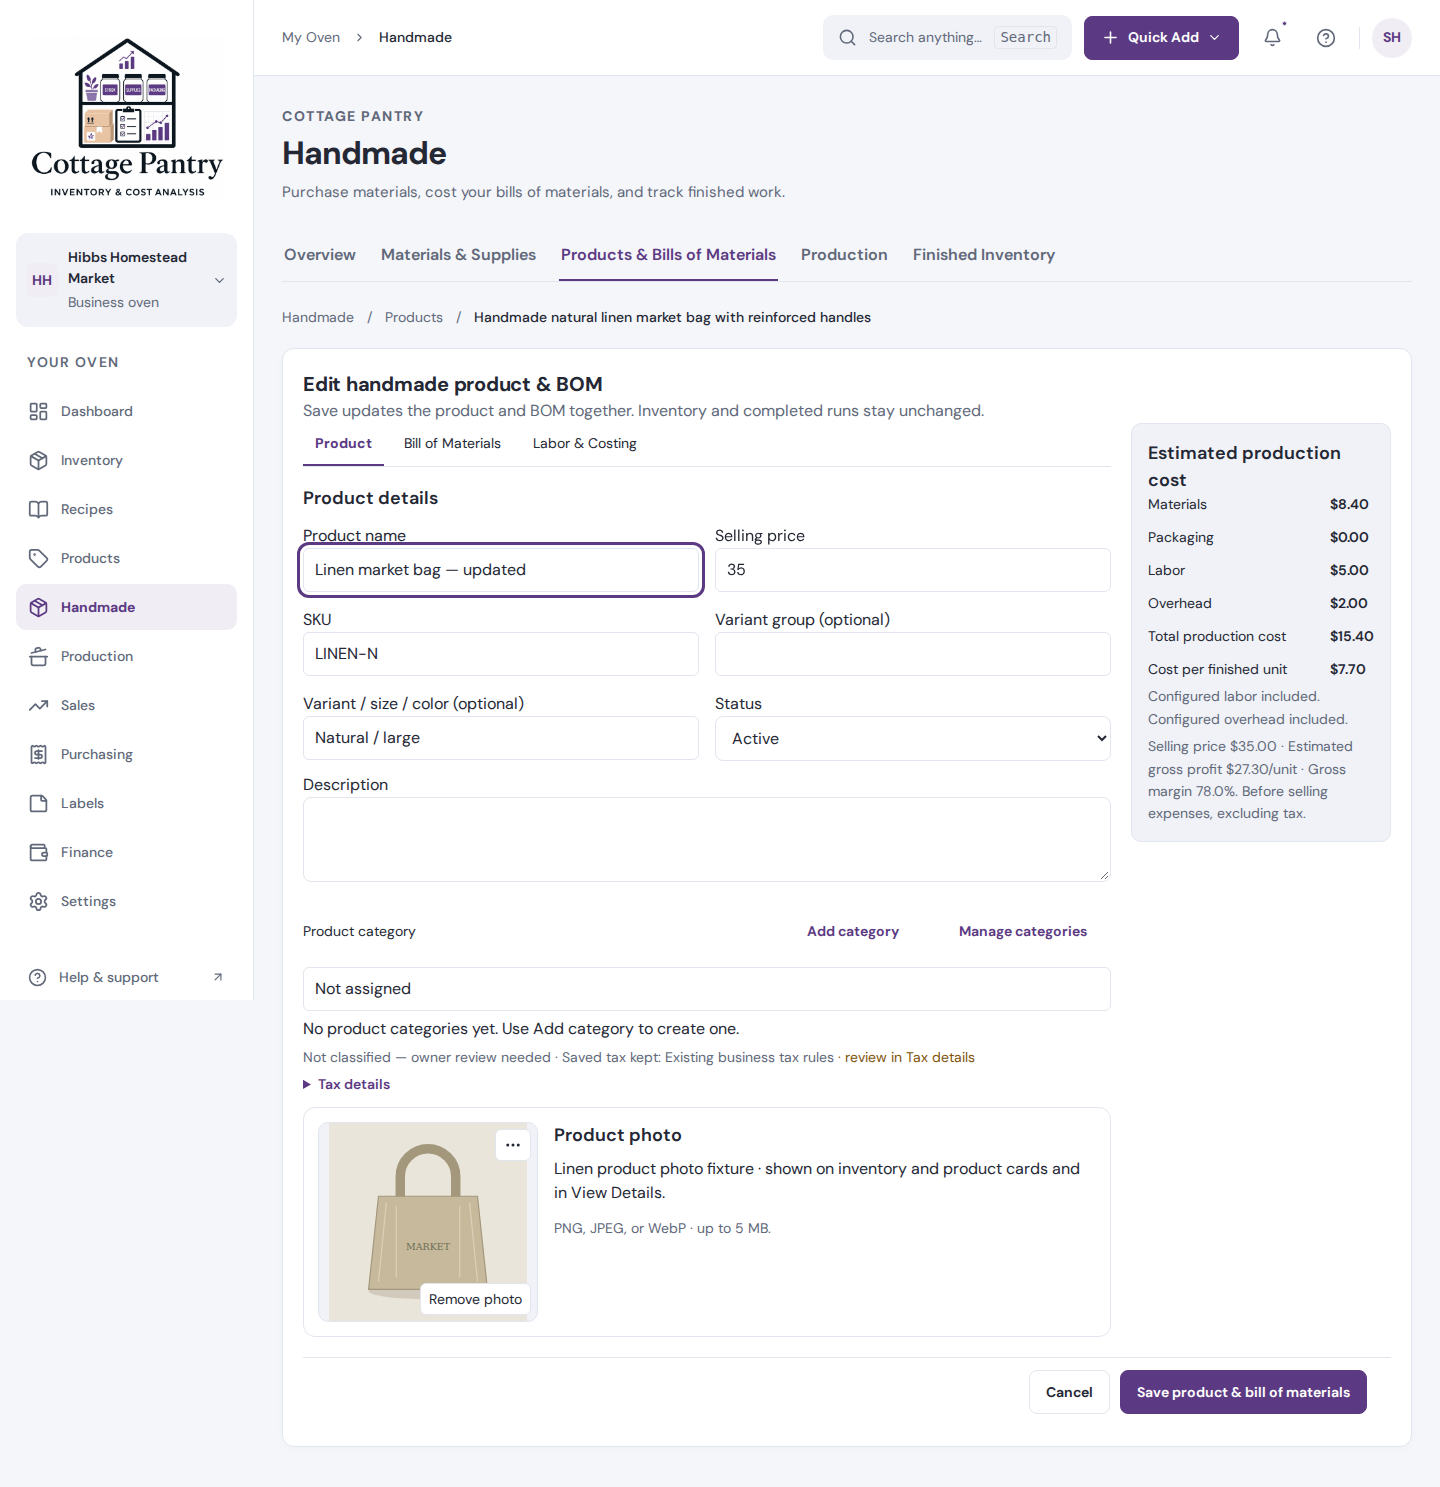 Cottage Pantry
INVENTORY & COST ANALYSIS
HH
Hibbs Homestead
Market
Business oven
YOUR OVEN
Dashboard
Inventory
Recipes
Products
Handmade
Production
Sales
Purchasing
Labels
Finance
Settings
Help & support
My Oven
Handmade
Search anything...
Search
Quick Add
SH
COTTAGE PANTRY
Handmade
Purchase materials, cost your bills of materials, and track finished work.
Overview
Materials & Supplies
Products & Bills of Materials
Production
Finished Inventory
Handmade / Products / Handmade natural linen market bag with reinforced handles
Edit handmade product & BOM
Save updates the product and BOM together. Inventory and completed runs stay unchanged.
Product
Bill of Materials
Labor & Costing
Product details
Product name
Linen market bag — updated
Selling price
35
SKU
LINEN-N
Variant group (optional)
Variant / size / color (optional)
Natural / large
Status
Active
Description
Product category
Add category
Manage categories
Not assigned
No product categories yet. Use Add category to create one.
Not classified — owner review needed · Saved tax kept: Existing business tax rules · review in Tax details
Tax details
MARKET
Remove photo
Product photo
Linen product photo fixture · shown on inventory and product cards and
in View Details.
PNG, JPEG, or WebP · up to 5 MB.
Cancel
Save product & bill of materials
Estimated production
cost
Materials $8.40
Packaging $0.00
Labor $5.00
Overhead $2.00
Total production cost $15.40
Cost per finished unit $7.70
Configured labor included.
Configured overhead included.
Selling price $35.00 · Estimated
gross profit $27.30/unit · Gross
margin 78.0%. Before selling
expenses, excluding tax.